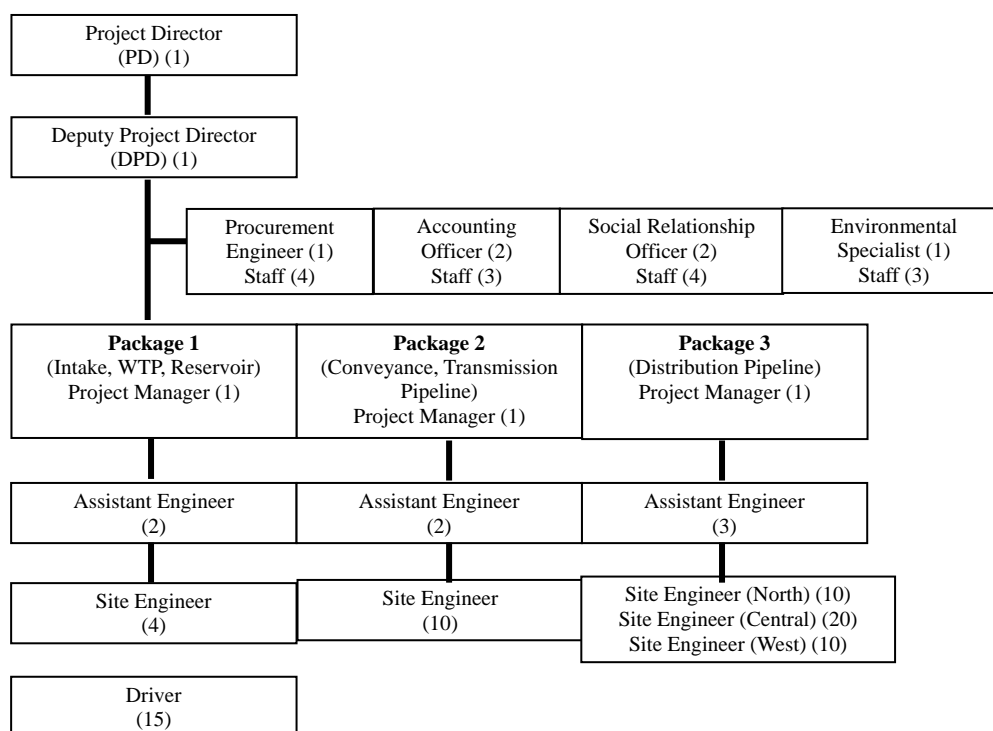 Project Director
(PD) (1)
Deputy Project Director
(DPD) (1)
Procurement
Engineer (1)
Staff (4)
Accounting
Officer (2)
Staff (3)
Social Relationship
Officer (2)
Staff (4)
Environmental
Specialist (1)
Staff (3)
Package 1
(Intake, WTP, Reservoir)
Project Manager (1)
Package 2
(Conveyance, Transmission
Pipeline)
Project Manager (1)
Package 3
(Distribution Pipeline)
Project Manager (1)
Assistant Engineer
(2)
Assistant Engineer
(2)
Assistant Engineer
(3)
Site Engineer
(4)
Site Engineer
(10)
Site Engineer (North) (10)
Site Engineer (Central) (20)
Site Engineer (West) (10)
Driver
(15)